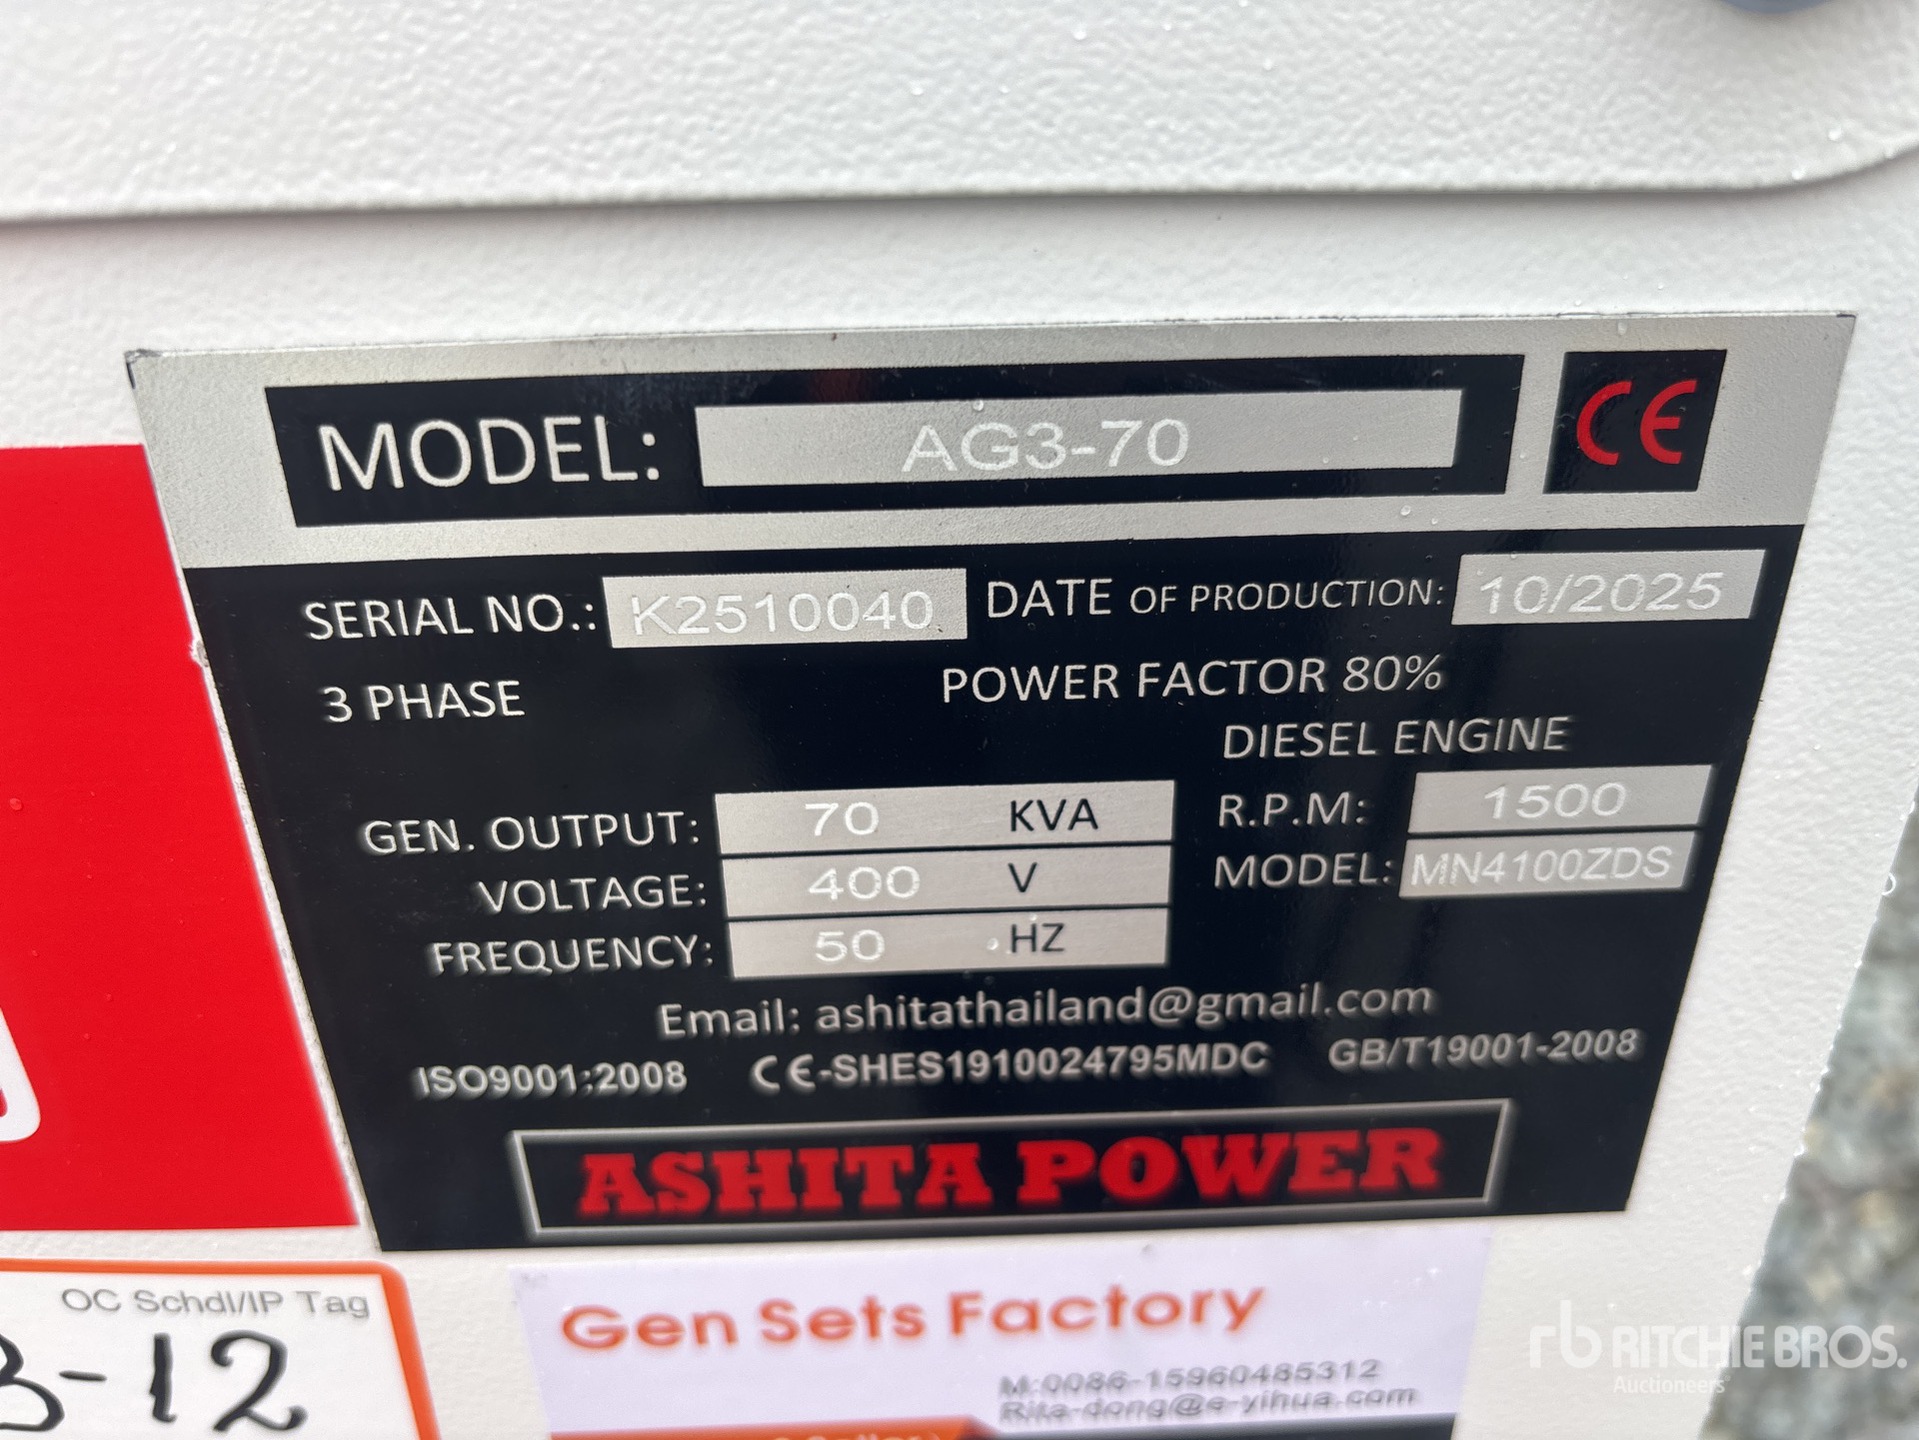 MODEL: AG3-70 CE
SERIAL NO.: K2510040 DATE OF PRODUCTION: 10/2025
3 PHASE POWER FACTOR 80%
DIESEL ENGINE
GEN. OUTPUT: 70 KVA R.P.M: 1500
VOLTAGE: 400 V MODEL: MN4100ZDS
FREQUENCY: 50 HZ
Email: ashitathailand@gmail.com
ISO9001:2008 CE-SHES1910024795MDC GB/T19001-2008
ASHITA POWER
OC Schdl/IP Tag
3-12
Gen Sets Factory
M:0086-15960485312
Rita-dong@e-yihua.com
rb RITCHIE BROS.
Auctioneers